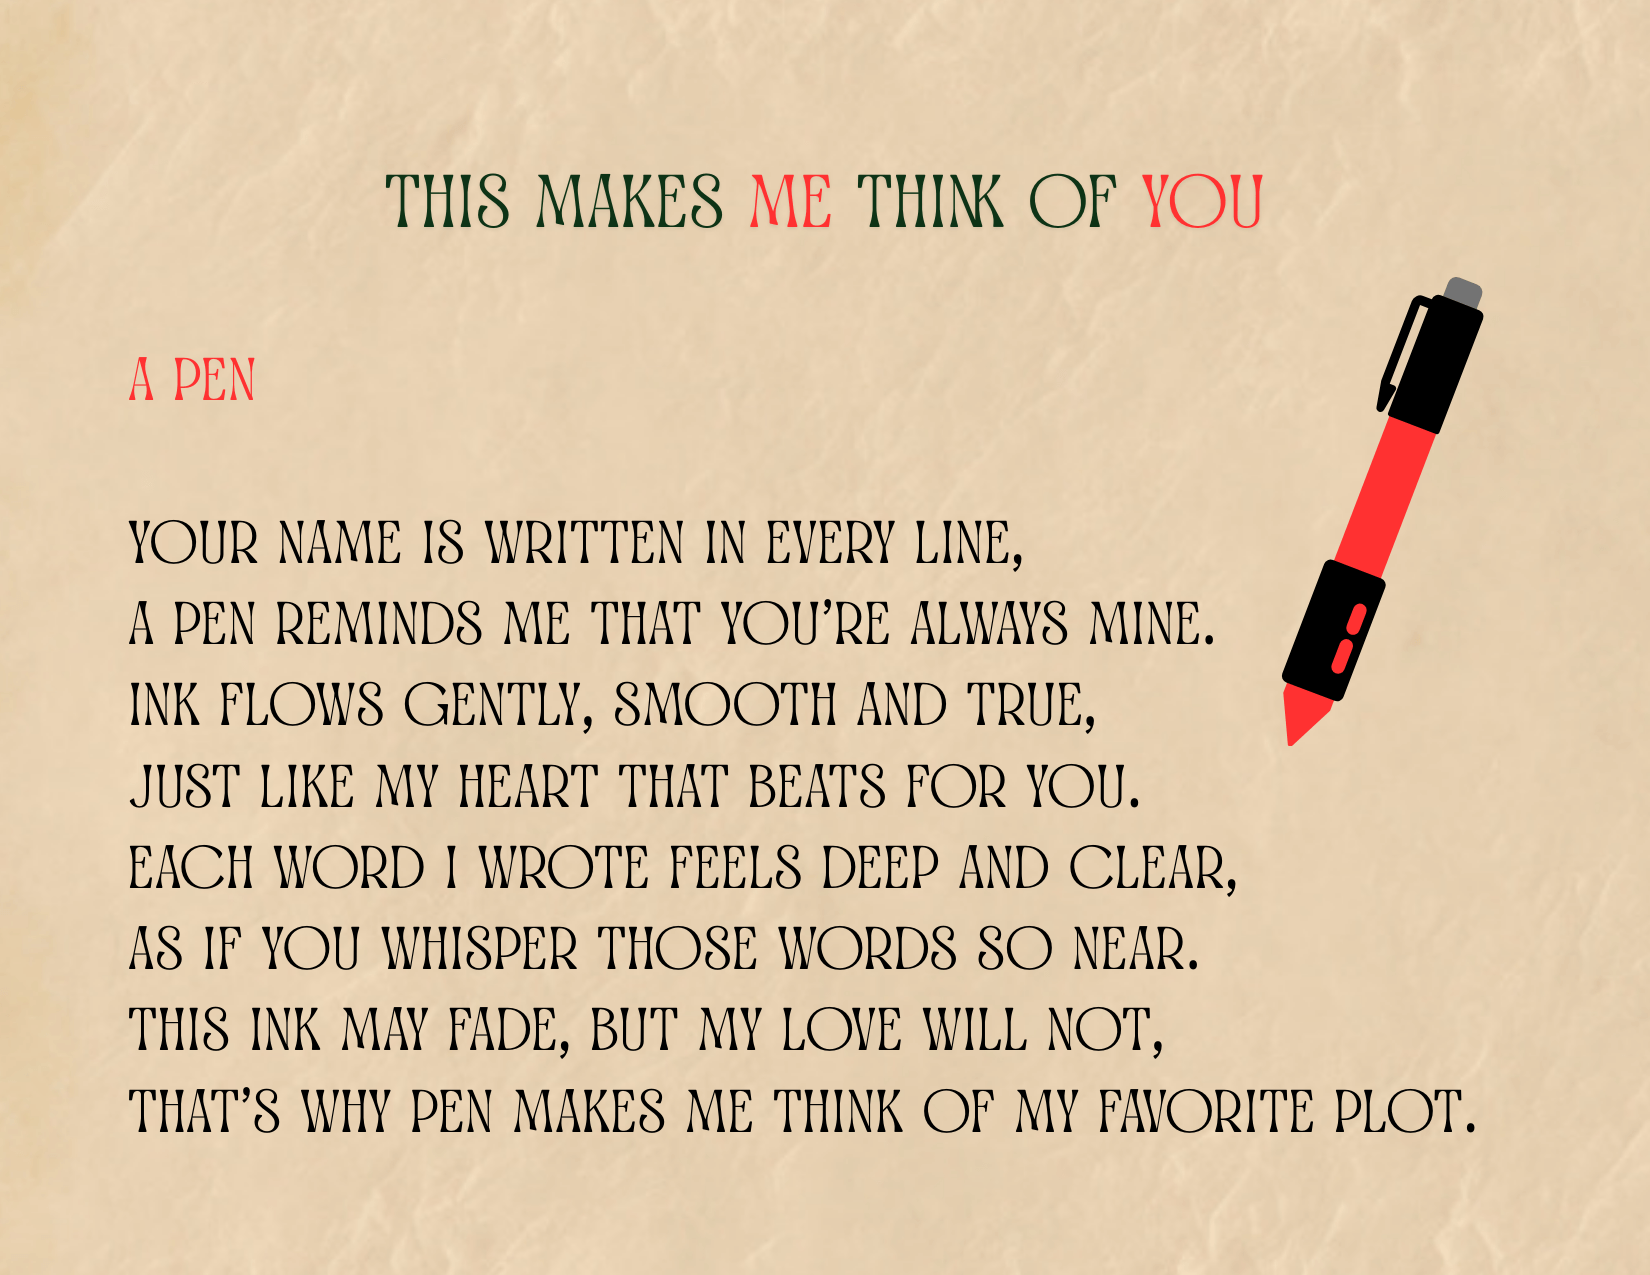 THIS MAKES ME THINK OF YOU
A PEN
YOUR NAME IS WRITTEN IN EVERY LINE,
A PEN REMINDS ME THAT YOU’RE ALWAYS MINE.
INK FLOWS GENTLY, SMOOTH AND TRUE,
JUST LIKE MY HEART THAT BEATS FOR YOU.
EACH WORD I WROTE FEELS DEEP AND CLEAR,
AS IF YOU WHISPER THOSE WORDS SO NEAR.
THIS INK MAY FADE, BUT MY LOVE WILL NOT,
THAT’S WHY PEN MAKES ME THINK OF MY FAVORITE PLOT.